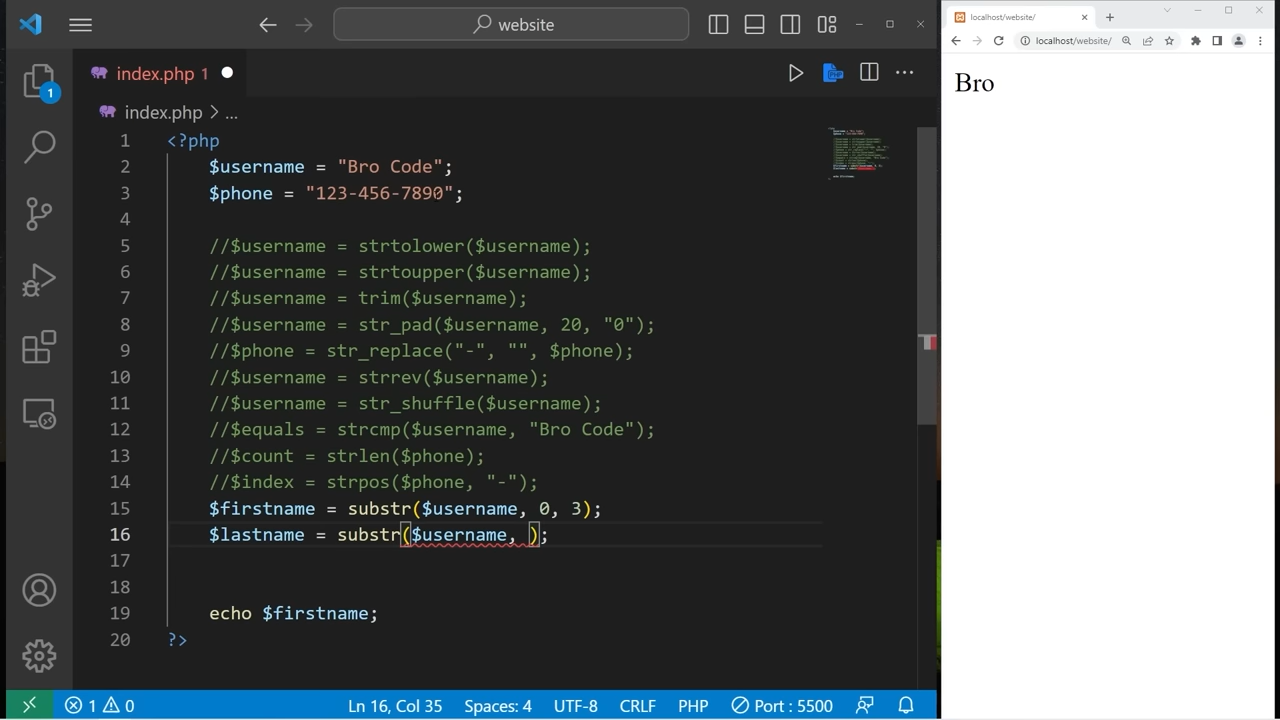 website
index.php 1
index.php > ...
1 <?php
2 $username = "Bro Code";
3 $phone = "123-456-7890";
4
5 //$username = strtolower($username);
6 //$username = strtoupper($username);
7 //$username = trim($username);
8 //$username = str_pad($username, 20, "0");
9 //$phone = str_replace("-", "", $phone);
10 //$username = strrev($username);
11 //$username = str_shuffle($username);
12 //$equals = strcmp($username, "Bro Code");
13 //$count = strlen($phone);
14 //$index = strpos($phone, "-");
15 $firstname = substr($username, 0, 3);
16 $lastname = substr($username, );
17
18
19 echo $firstname;
20 ?>
1
PHP
1 0
Ln 16, Col 35
Spaces: 4
UTF-8
CRLF
PHP
Port : 5500
localhost/website/
localhost/website/
Bro